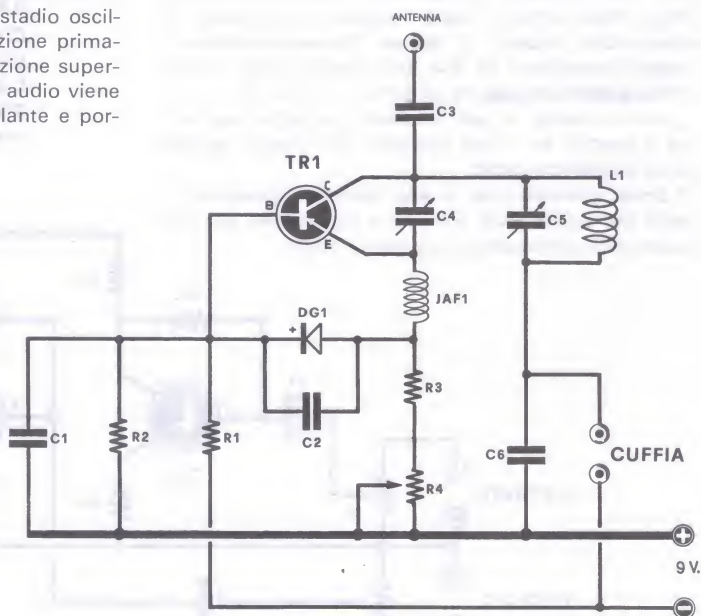 stadio oscil-
zione prima-
zione super-
audio viene
lante e por-
ANTENNA
C3
TR1
L1
C
B
C4
C5
E
JAF1
DG1
+
R3
C1
R2
R1
C2
C6
CUFFIA
R4
+
9 V.
-